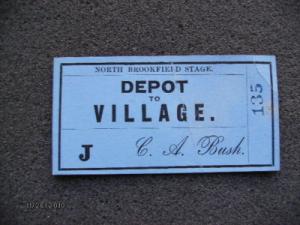 NORTH BROOKFIELD STAGE.
DEPOT
TO
VILLAGE.
135
J
C. A. Bush.